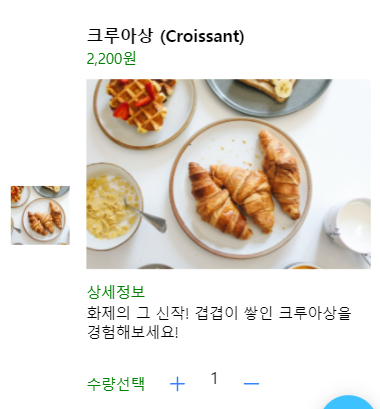 크루아상 (Croissant)
2,200원
상세정보
화제의 그 신작! 겹겹이 쌓인 크루아상을
경험해보세요!
수량선택 + 1 −